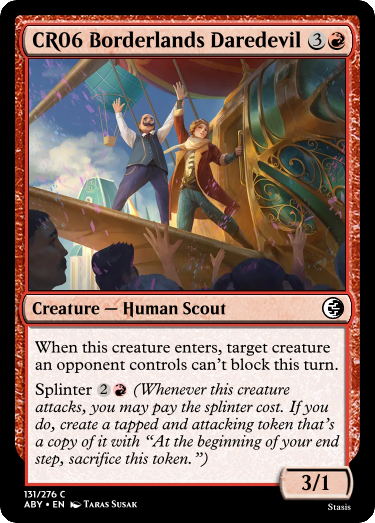 CR06 Borderlands Daredevil 3
Creature — Human Scout
When this creature enters, target creature
an opponent controls can't block this turn.
Splinter 2 (Whenever this creature
attacks, you may pay the splinter cost. If you
do, create a tapped and attacking token that's
a copy of it with “At the beginning of your end
step, sacrifice this token.”)
3/1
131/276 C
ABY • EN Taras Susak
Stasis